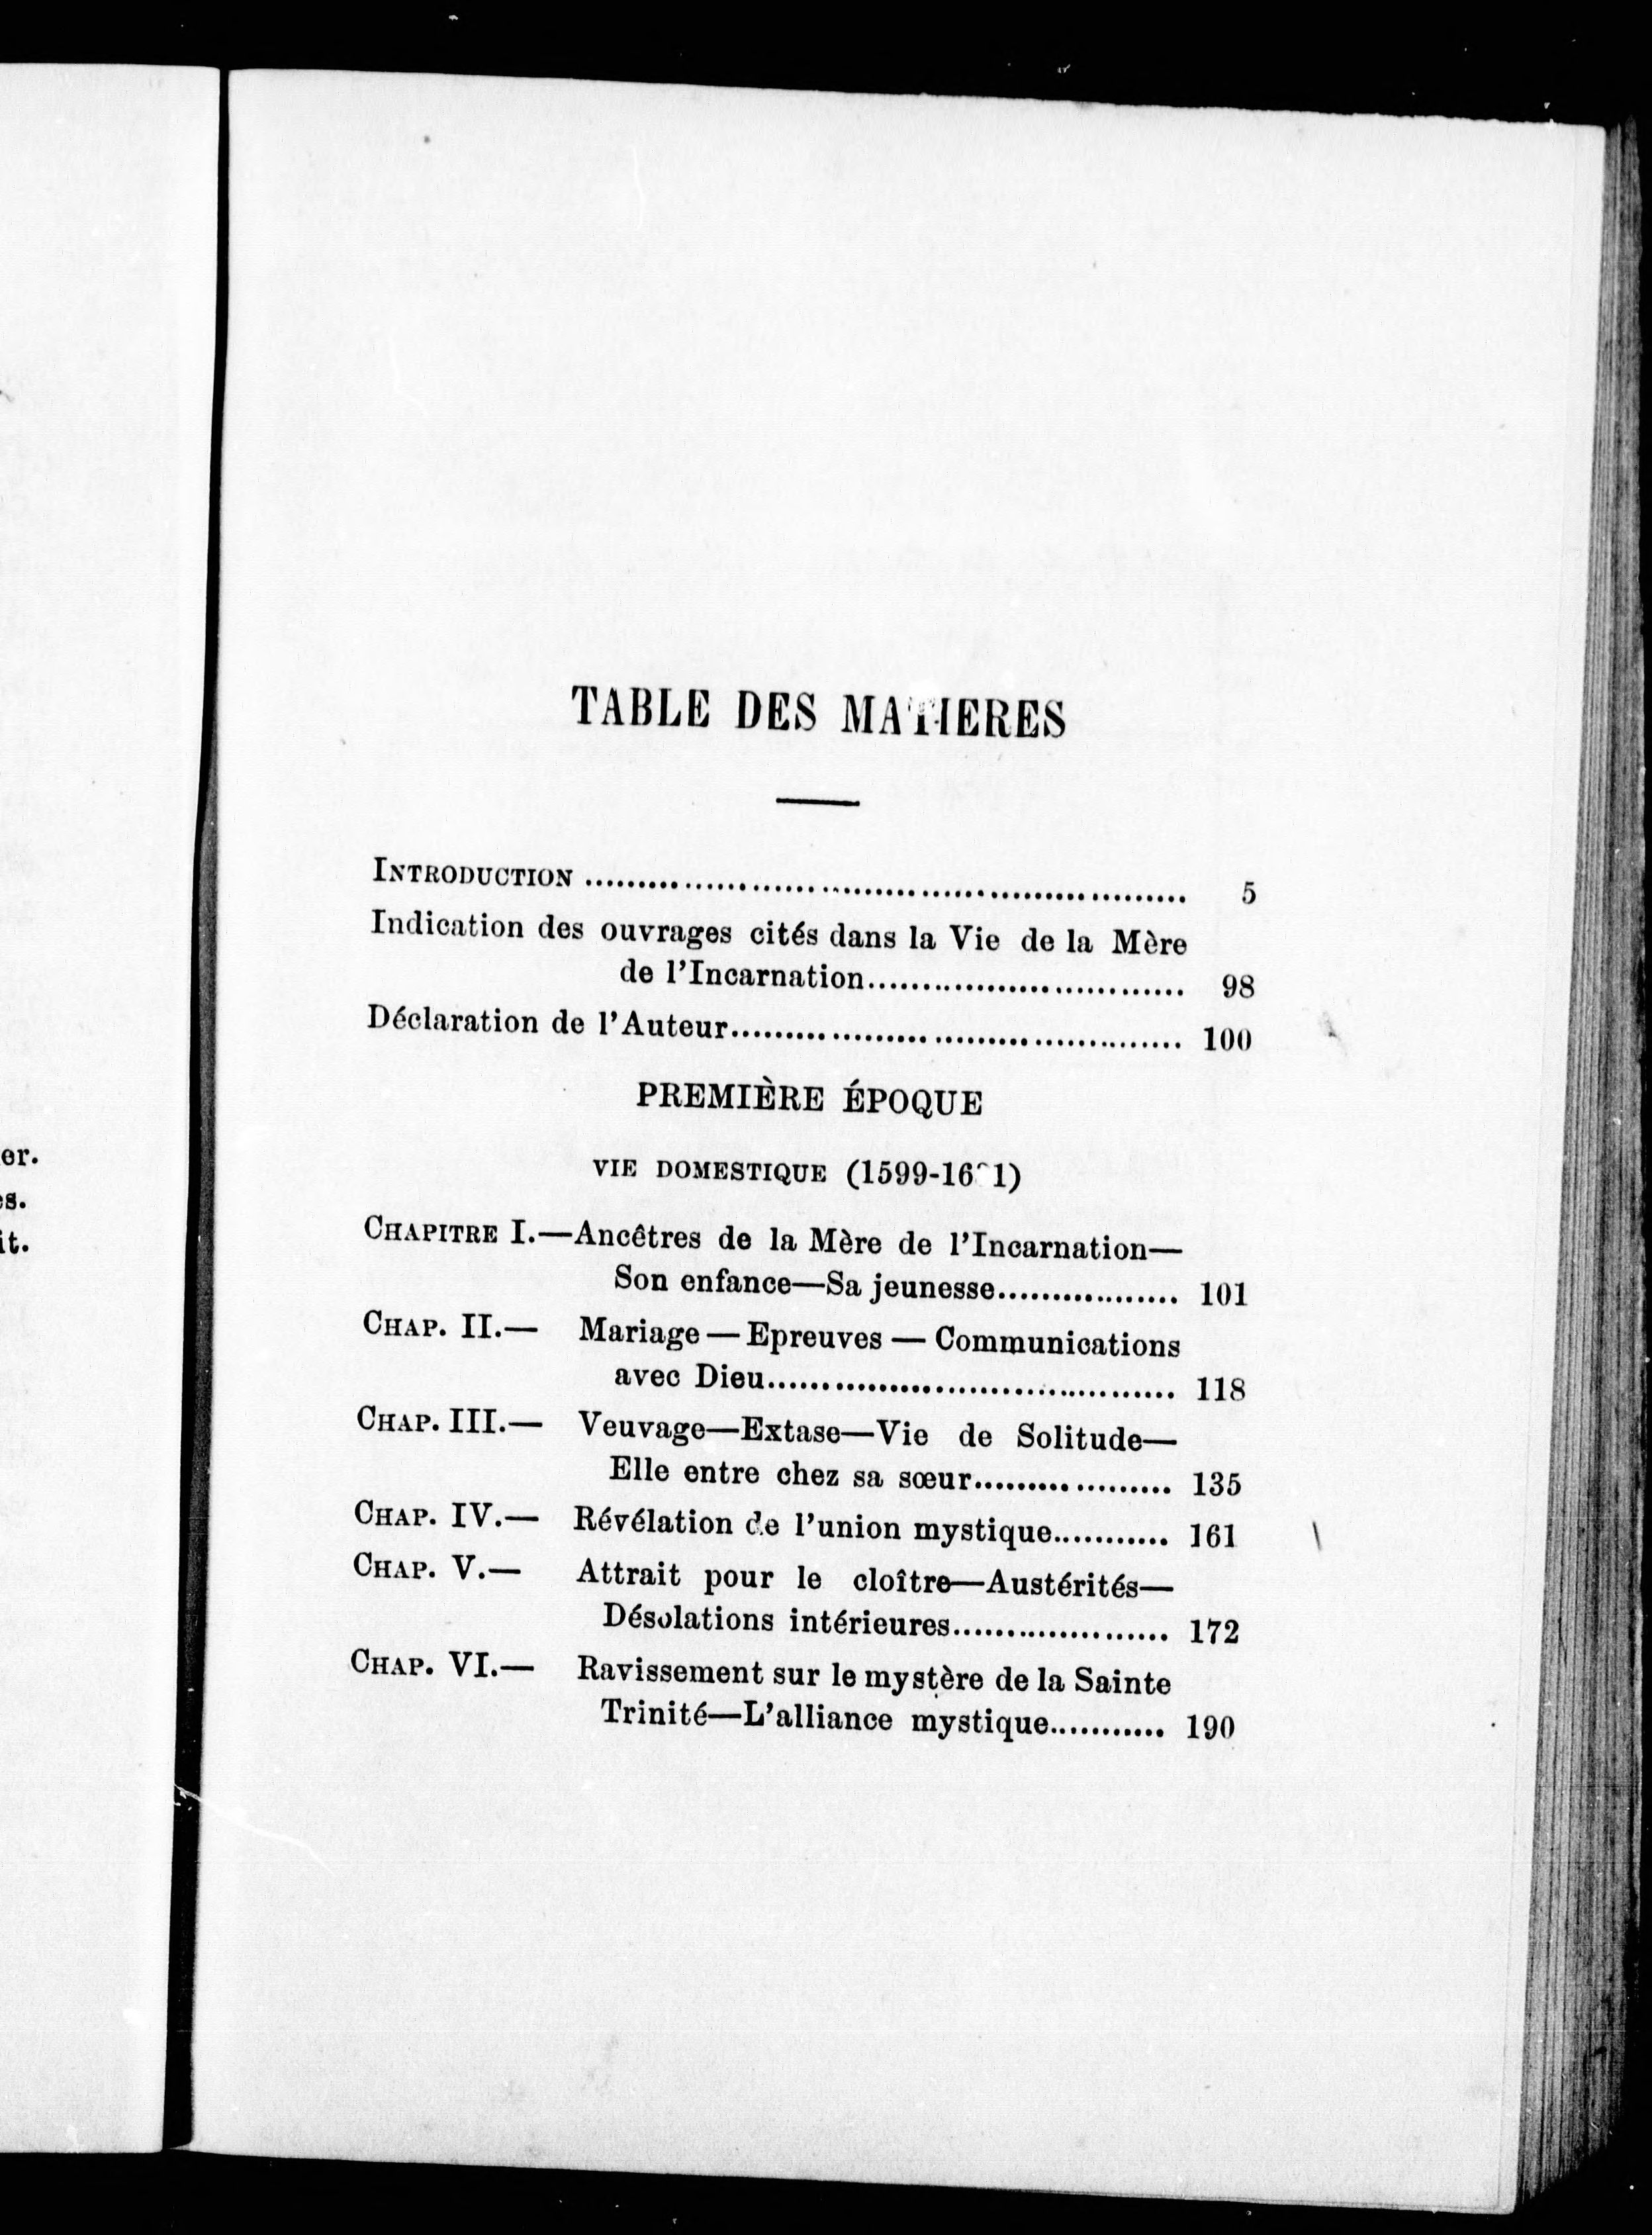 er.
es.
it.
TABLE DES MATIERES
INTRODUCTION ........................................................ 5
Indication des ouvrages cités dans la Vie de la Mère
de l'Incarnation............................. 98
Déclaration de l'Auteur.......................................... 100
PREMIÈRE ÉPOQUE
VIE DOMESTIQUE
CHAPITRE I.—Ancêtres de la Mère de l'Incarnation—
Son enfance—Sa jeunesse................. 101
CHAP. II.— Mariage — Epreuves — Communications
avec Dieu...................................... 118
CHAP. III.— Veuvage—Extase—Vie de Solitude—
Elle entre chez sa sœur.................. 135
CHAP. IV.— Révélation de l'union mystique........... 161
CHAP. V.— Attrait pour le cloître—Austérités—
Désolations intérieures.................... 172
CHAP. VI.— Ravissement sur le mystère de la Sainte
Trinité—L'alliance mystique........... 190